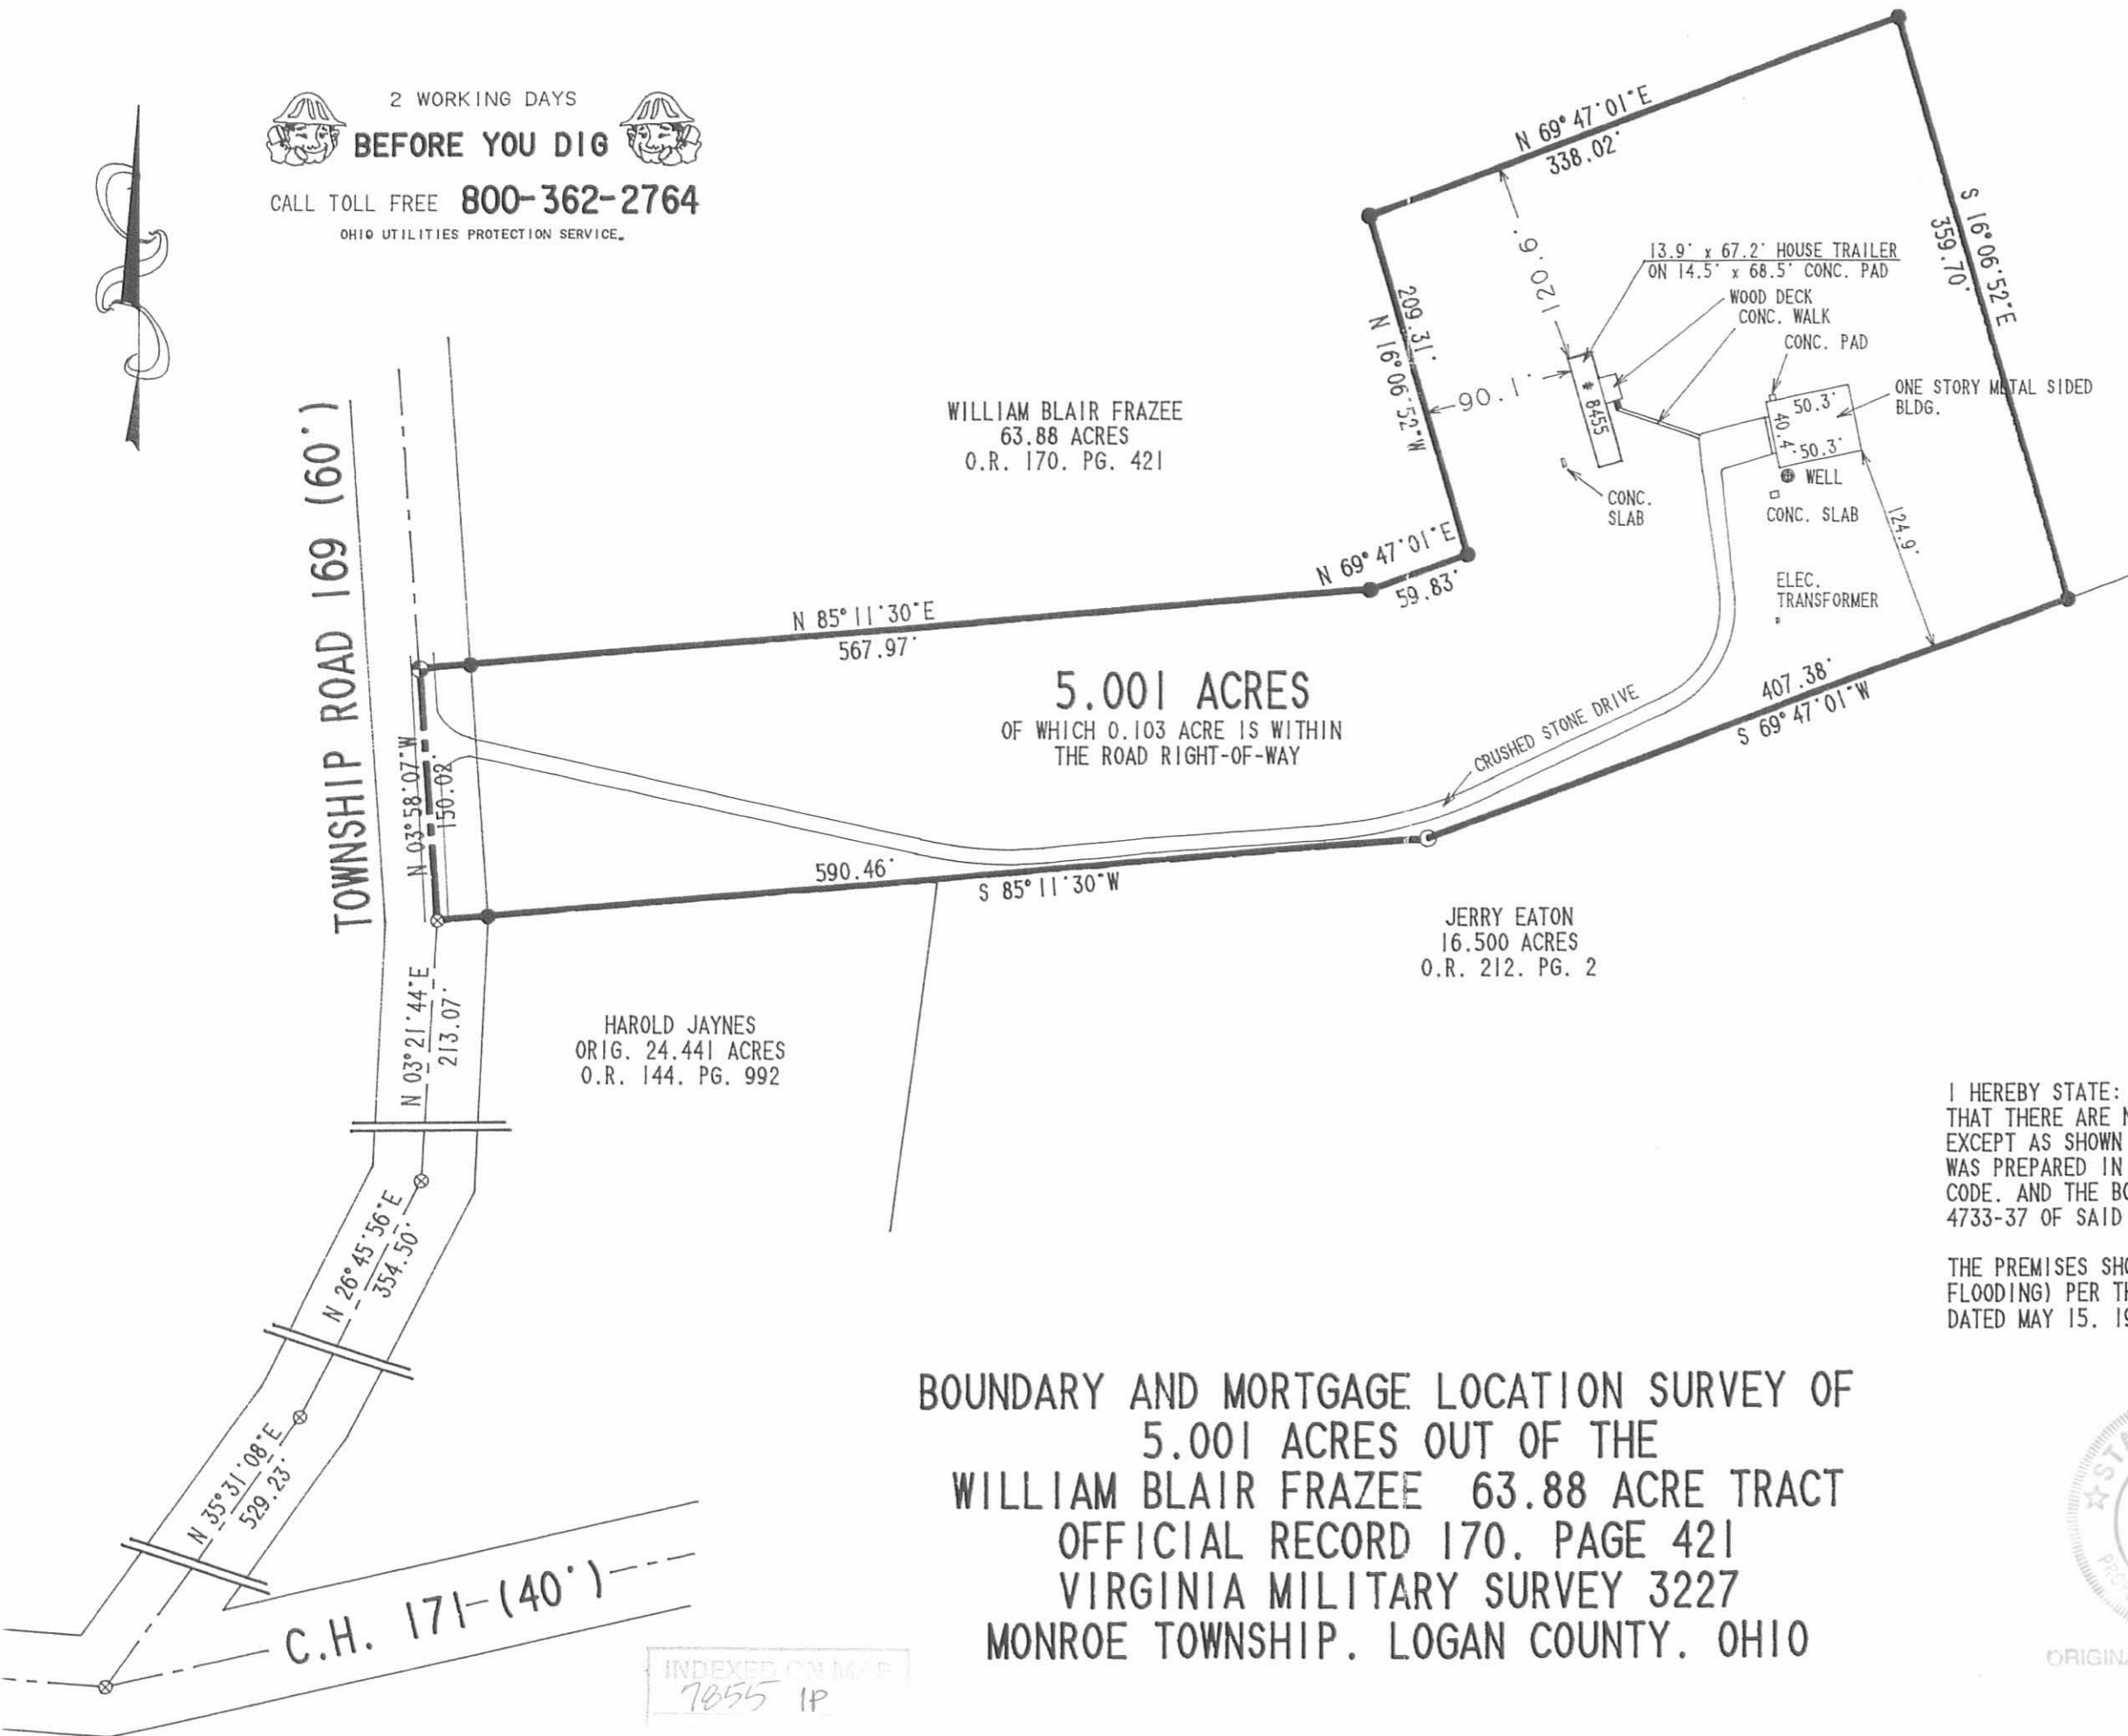 2 WORKING DAYS
BEFORE YOU DIG
CALL TOLL FREE 800-362-2764
OHIO UTILITIES PROTECTION SERVICE.
N 69° 47'01"E
338.02'
S 16°06'52"E
359.70'
120.6'
209.31'
N 16°06'52"W
90.1'
13.9' x 67.2' HOUSE TRAILER
ON 14.5' x 68.5' CONC. PAD
WOOD DECK
CONC. WALK
CONC. PAD
ONE STORY METAL SIDED
BLDG.
# 8455
50.3'
40.4'
50.3'
WELL
CONC.
SLAB
CONC. SLAB
124.9'
ELEC.
TRANSFORMER
WILLIAM BLAIR FRAZEE
63.88 ACRES
O.R. 170. PG. 421
TOWNSHIP ROAD 169 (60')
N 69° 47'01"E
59.83'
N 85°11'30"E
567.97'
5.001 ACRES
OF WHICH 0.103 ACRE IS WITHIN
THE ROAD RIGHT-OF-WAY
407.38'
S 69° 47'01"W
CRUSHED STONE DRIVE
N 03°58'07"W
150.02'
590.46'
S 85°11'30"W
JERRY EATON
16.500 ACRES
O.R. 212. PG. 2
N 03°21'44"E
213.07'
HAROLD JAYNES
ORIG. 24.441 ACRES
O.R. 144. PG. 992
I HEREBY STATE:
THAT THERE ARE
EXCEPT AS SHOWN
WAS PREPARED IN
CODE. AND THE
4733-37 OF SAID
THE PREMISES
FLOODING) PER
DATED MAY 15.
N 26°45'56"E
354.50'
N 35°31'08"E
529.23'
C.H. 171-(40')
BOUNDARY AND MORTGAGE LOCATION SURVEY OF
5.001 ACRES OUT OF THE
WILLIAM BLAIR FRAZEE 63.88 ACRE TRACT
OFFICIAL RECORD 170. PAGE 421
VIRGINIA MILITARY SURVEY 3227
MONROE TOWNSHIP. LOGAN COUNTY. OHIO
INDEXED ON MAP
7855 IP